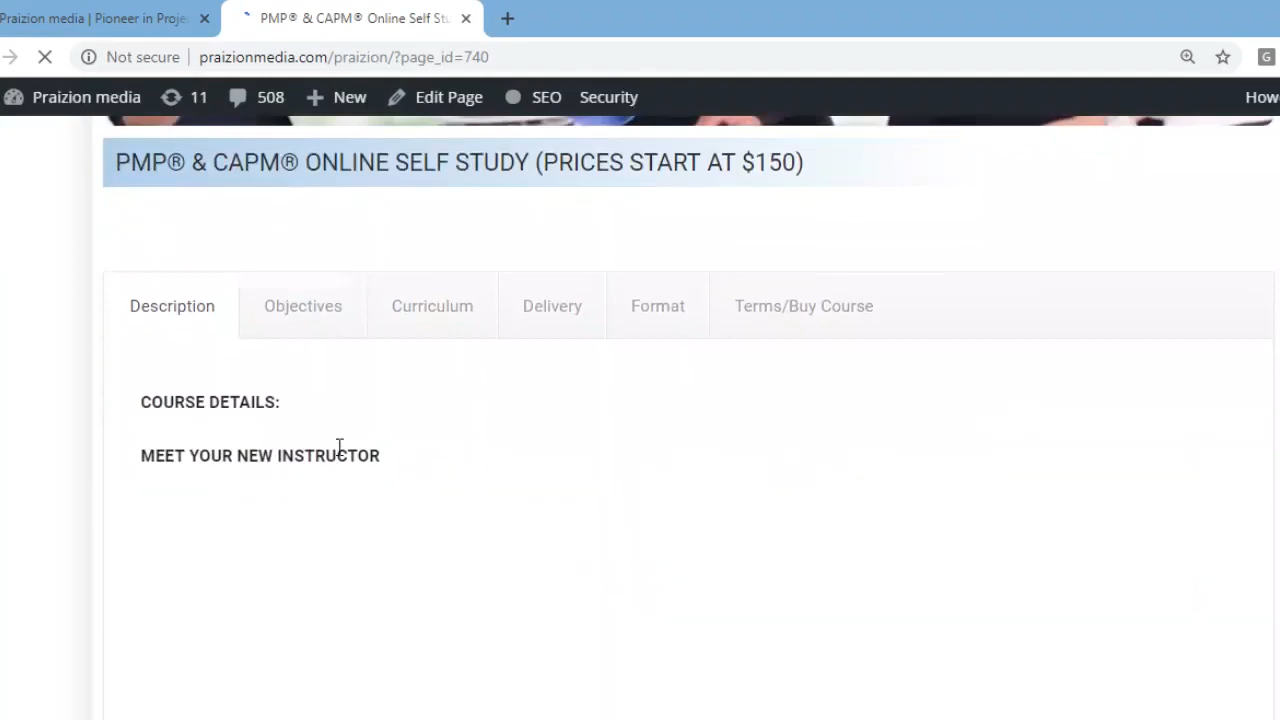 Praizion media | Pioneer in Proje
PMP® & CAPM® Online Self Stu
Not secure
praizionmedia.com/praizion/?page_id=740
G
Praizion media
11
508
New
Edit Page
SEO
Security
How
PMP® & CAPM® ONLINE SELF STUDY (PRICES START AT $150)
Description
Objectives
Curriculum
Delivery
Format
Terms/Buy Course
COURSE DETAILS:
MEET YOUR NEW INSTRUCTOR